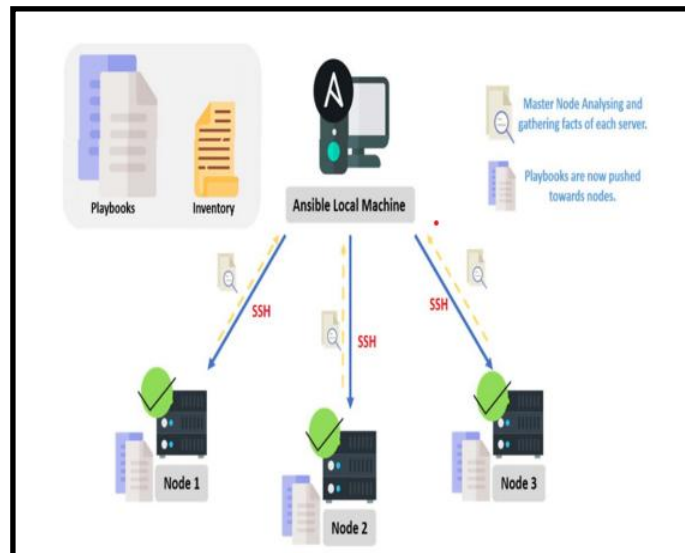 Master Node Analysing and
gathering facts of each server.
Playbooks are now pushed
towards nodes.
Playbooks
Inventory
Ansible Local Machine
SSH
SSH
SSH
Node 1
Node 2
Node 3